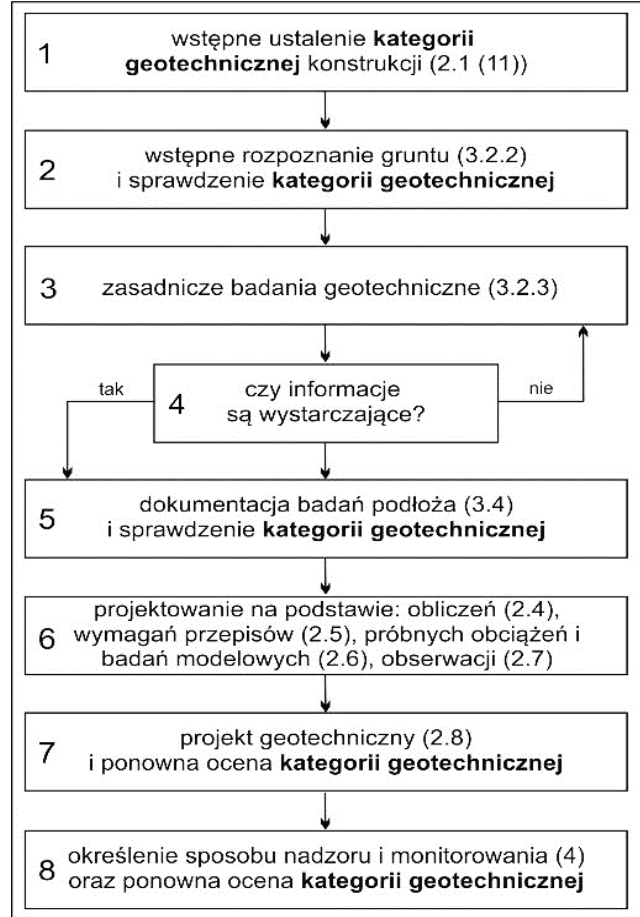 1
wstępne ustalenie kategorii
geotechnicznej konstrukcji (2.1 (11))
2
wstępne rozpoznanie gruntu (3.2.2)
i sprawdzenie kategorii geotechnicznej
3
zasadnicze badania geotechniczne (3.2.3)
tak
4
czy informacje
są wystarczające?
nie
5
dokumentacja badań podłoża (3.4)
i sprawdzenie kategorii geotechnicznej
6
projektowanie na podstawie: obliczeń (2.4),
wymagań przepisów (2.5), próbnych obciążeń i
badań modelowych (2.6), obserwacji (2.7)
7
projekt geotechniczny (2.8)
i ponowna ocena kategorii geotechnicznej
8
określenie sposobu nadzoru i monitorowania (4)
oraz ponowna ocena kategorii geotechnicznej